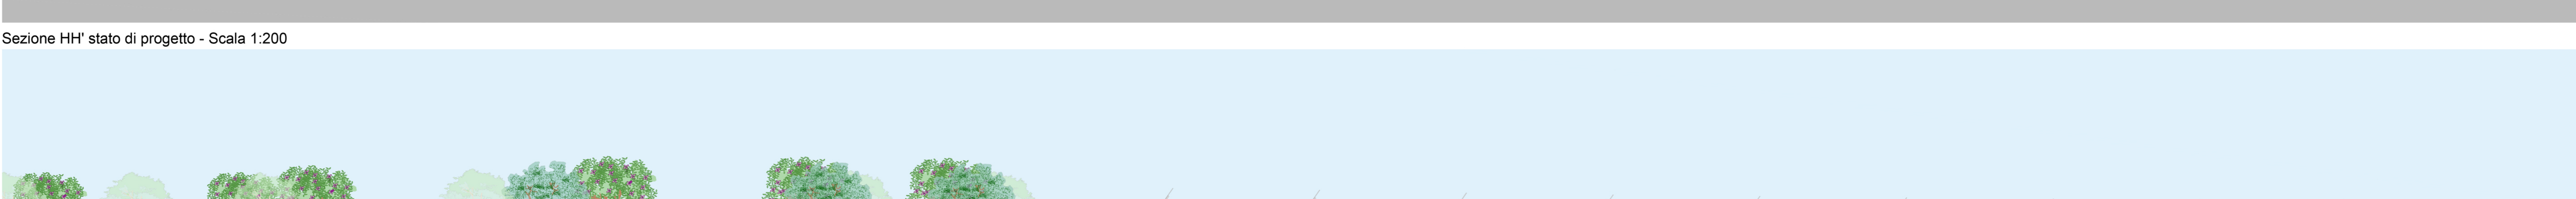 Sezione HH' stato di progetto - Scala 1:200